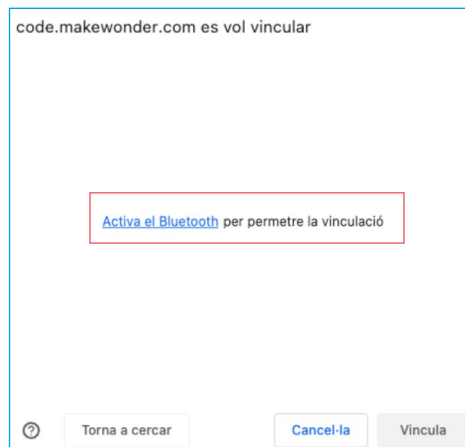 code.makewonder.com es vol vincular
Activa el Bluetooth per permetre la vinculació
Torna a cercar
Cancel·la
Vincula